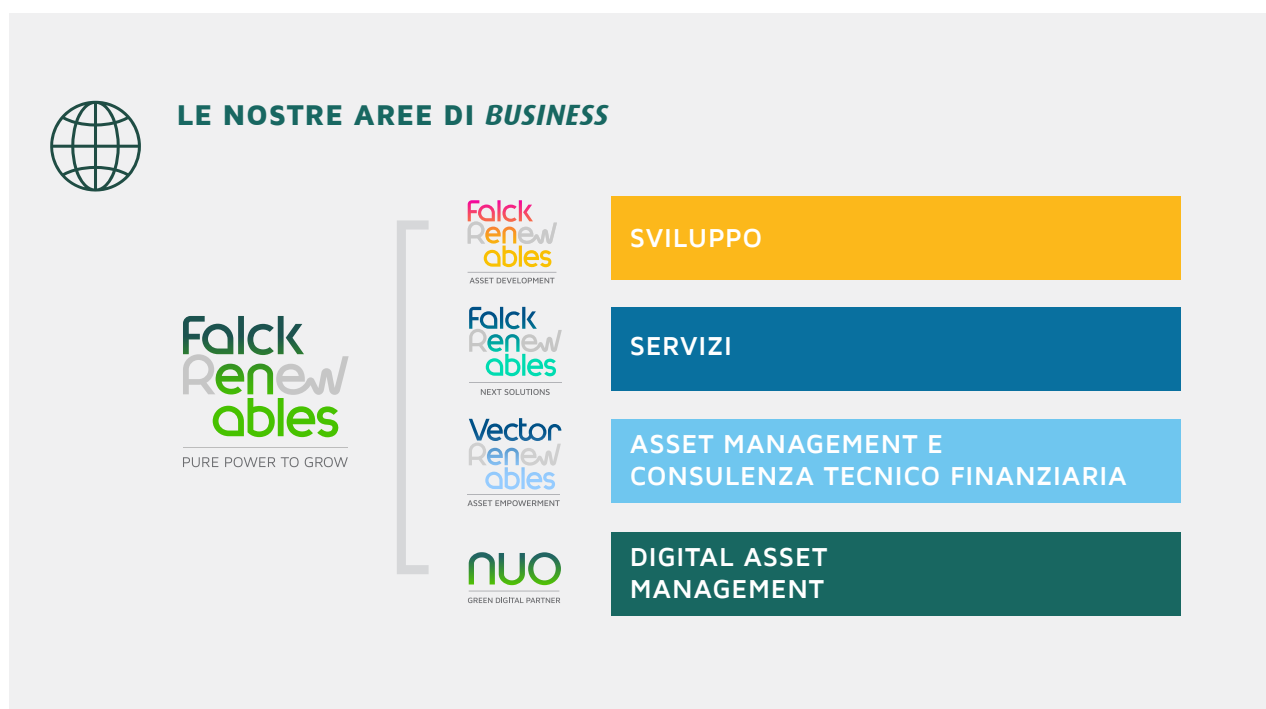 LE NOSTRE AREE DI BUSINESS
Falck
Renew
ables
PURE POWER TO GROW
Falck
Renew
ables
ASSET DEVELOPMENT
SVILUPPO
Falck
Renew
ables
NEXT SOLUTIONS
SERVIZI
Vector
Renew
ables
ASSET EMPOWERMENT
ASSET MANAGEMENT E
CONSULENZA TECNICO FINANZIARIA
nuo
GREEN DIGITAL PARTNER
DIGITAL ASSET
MANAGEMENT